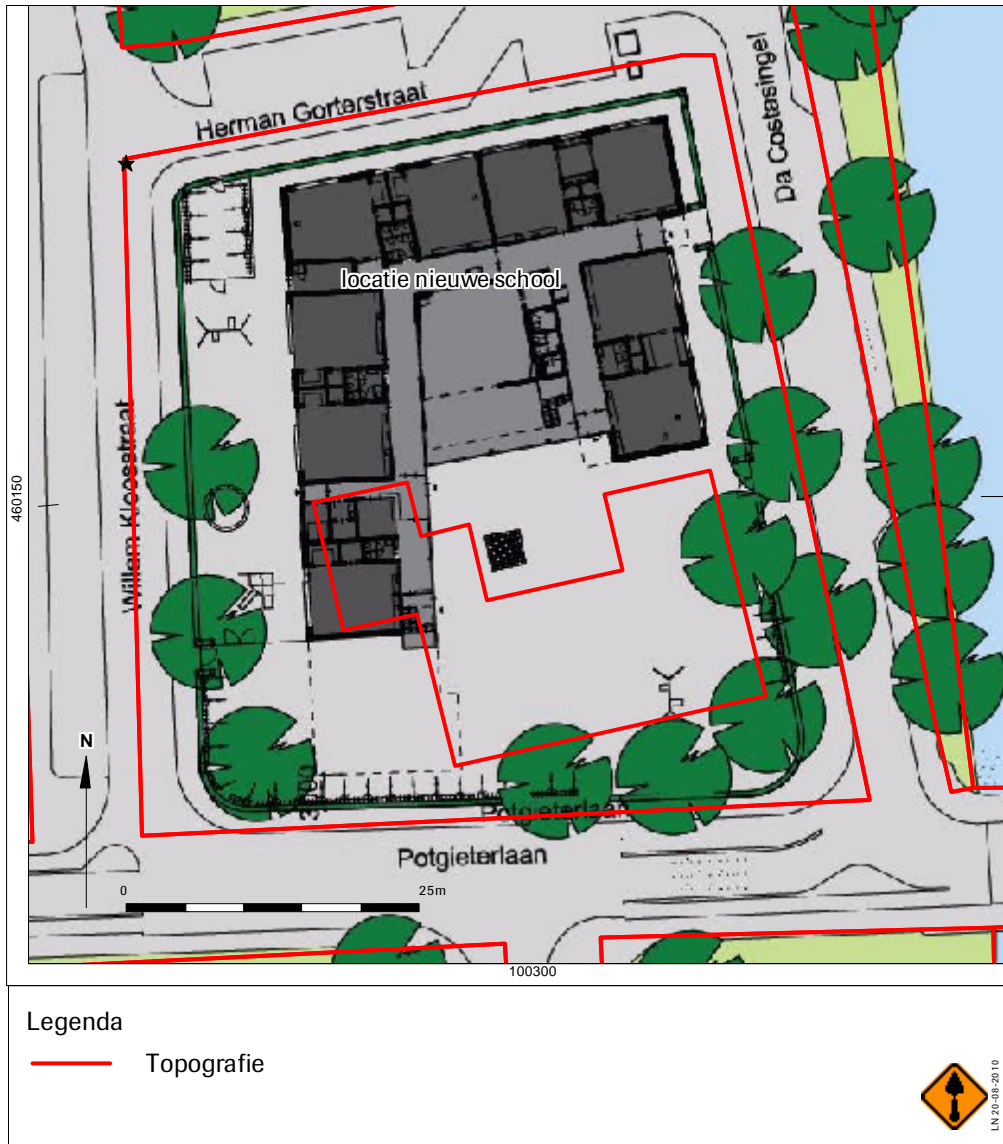 Herman Gorterstraat
Da Costasingel
locatie nieuwe school
Willem Kloosstraat
460150
N
Potgieterlaan
Potgieterlaan
0
25m
100300
Legenda
Topografie
LN 20-08-2010